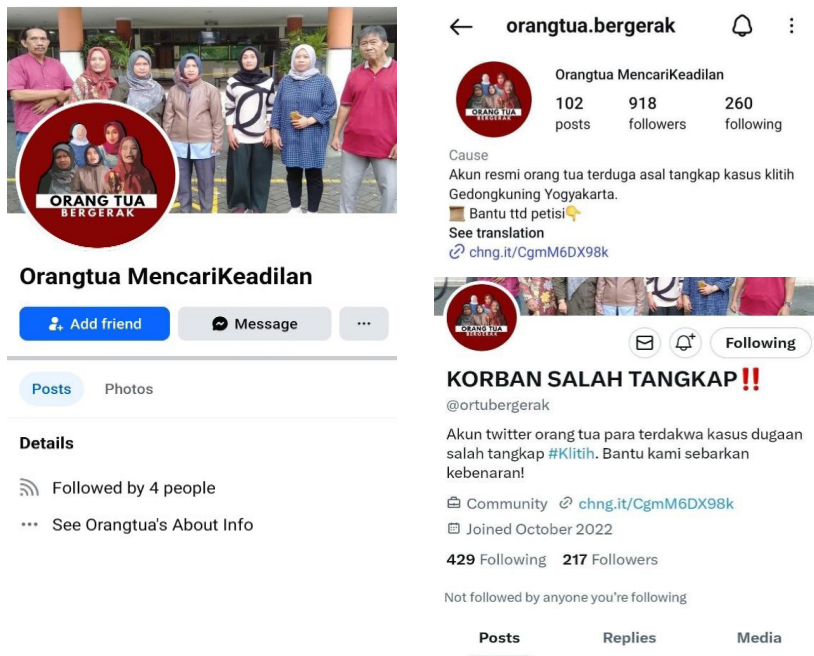 ORANG TUA
BERGERAK
Orangtua MencariKeadilan
Add friend
Message
Posts
Photos
Details
Followed by 4 people
See Orangtua's About Info
orangtua.bergerak
ORANG TUA
BERGERAK
Orangtua MencariKeadilan
102
918
260
posts
followers
following
Cause
Akun resmi orang tua terduga asal tangkap kasus klitih
Gedongkuning Yogyakarta.
Bantu ttd petisi👇
See translation
chng.it/CgmM6DX98k
ORANG TUA
BERGERAK
Following
KORBAN SALAH TANGKAP‼️
@ortubergerak
Akun twitter orang tua para terdakwa kasus dugaan
salah tangkap #Klitih. Bantu kami sebarkan
kebenaran!
Community chng.it/CgmM6DX98k
Joined October 2022
429 Following 217 Followers
Not followed by anyone you're following
Posts
Replies
Media